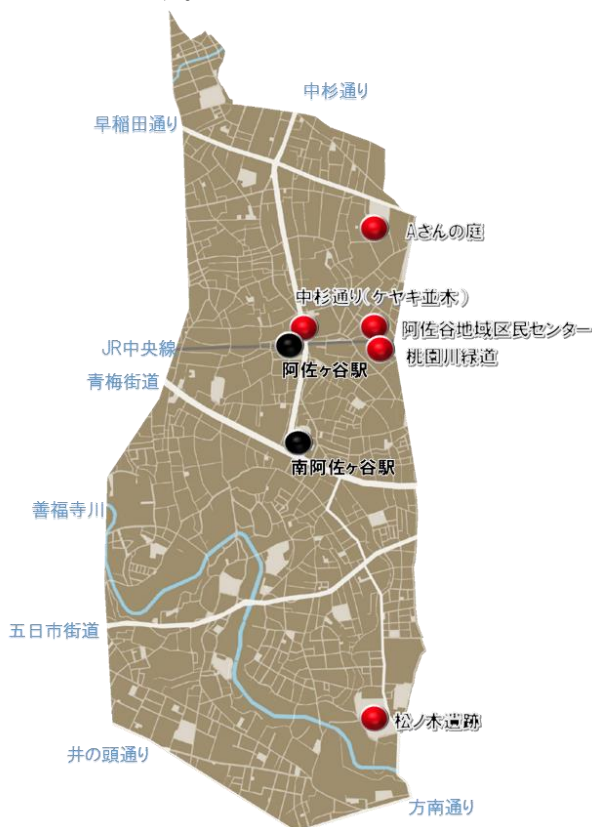 中杉通り
早稲田通り
Aさんの庭
中杉通り(ケヤキ並木)
阿佐谷地域区民センター
JR中央線
桃園川緑道
阿佐ヶ谷駅
青梅街道
南阿佐ヶ谷駅
善福寺川
五日市街道
松ノ木遺跡
井の頭通り
方南通り